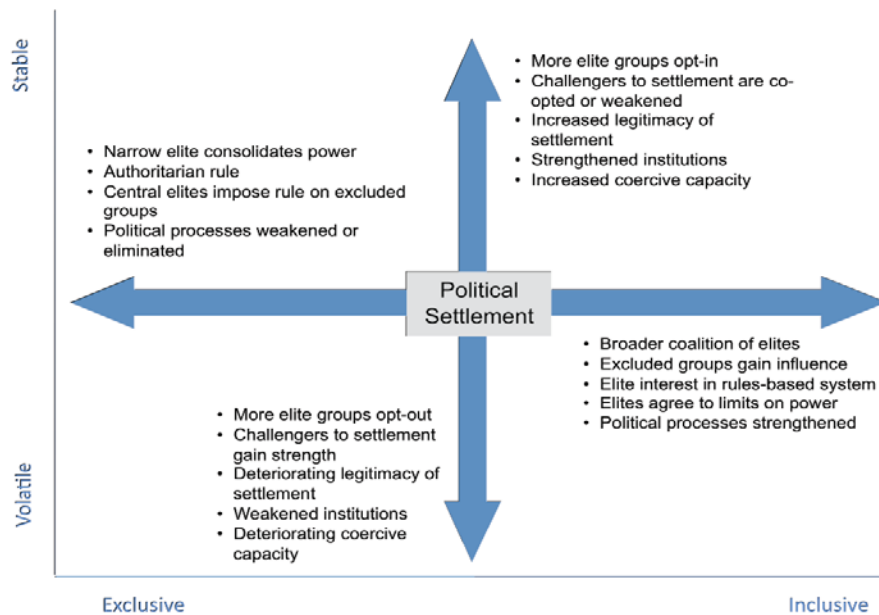 Stable
• More elite groups opt-in
• Challengers to settlement are co-
opted or weakened
• Increased legitimacy of
settlement
• Strengthened institutions
• Increased coercive capacity
• Narrow elite consolidates power
• Authoritarian rule
• Central elites impose rule on excluded
groups
• Political processes weakened or
eliminated
Political
Settlement
• Broader coalition of elites
• Excluded groups gain influence
• Elite interest in rules-based system
• Elites agree to limits on power
• Political processes strengthened
• More elite groups opt-out
• Challengers to settlement
gain strength
• Deteriorating legitimacy of
settlement
• Weakened institutions
• Deteriorating coercive
capacity
Volatile
Exclusive
Inclusive